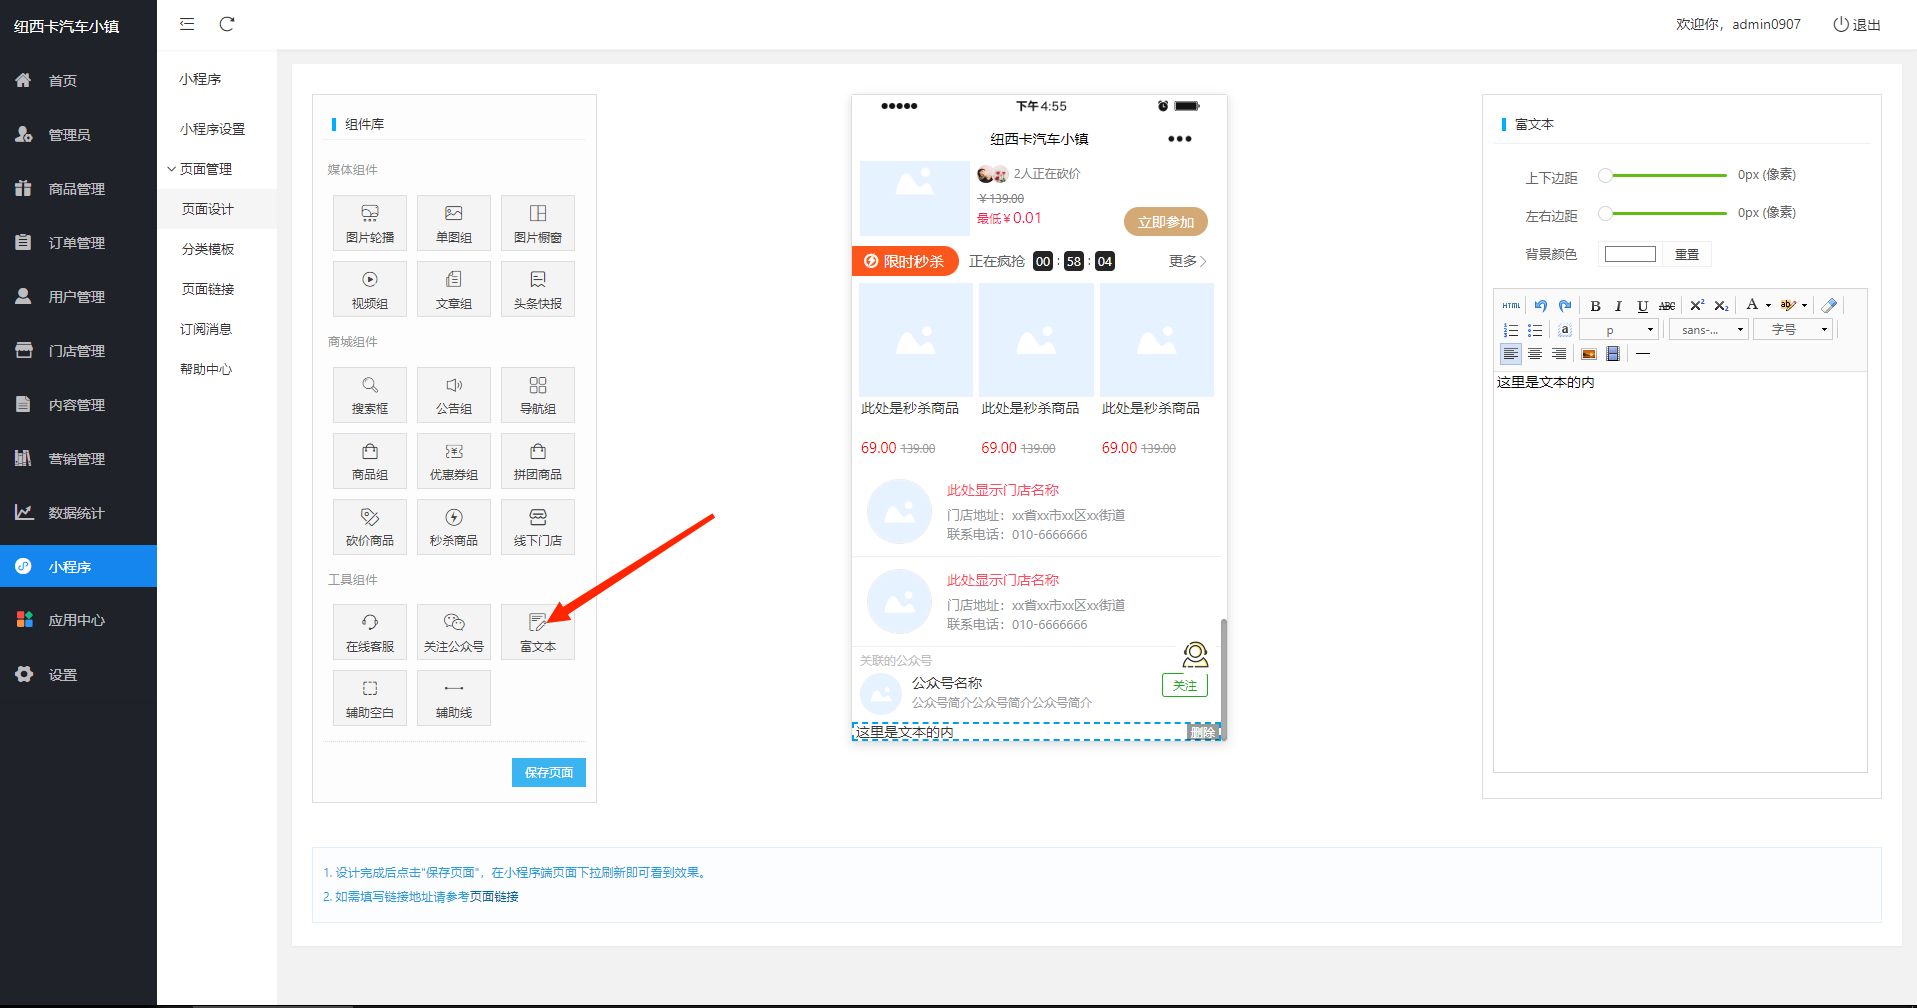 纽西卡汽车小镇
欢迎你，admin0907
退出
首页
管理员
商品管理
订单管理
用户管理
门店管理
内容管理
营销管理
数据统计
小程序
应用中心
设置
小程序
小程序设置
页面管理
页面设计
分类模板
页面链接
订阅消息
帮助中心
组件库
媒体组件
图片轮播 单图组 图片橱窗
视频组 文章组 头条快报
商城组件
搜索框 公告组 导航组
商品组 优惠券组 拼团商品
砍价商品 秒杀商品 线下门店
工具组件
在线客服 关注公众号 富文本
辅助空白 辅助线
保存页面
下午4:55
纽西卡汽车小镇
2人正在砍价
￥139.00
最低￥0.01
立即参加
限时秒杀 正在疯抢 00 : 58 : 04 更多
此处是秒杀商品 此处是秒杀商品 此处是秒杀商品
69.00 139.00 69.00 139.00 69.00 139.00
此处显示门店名称
门店地址：xx省xx市xx区xx街道
联系电话：010-6666666
此处显示门店名称
门店地址：xx省xx市xx区xx街道
联系电话：010-6666666
关联的公众号
公众号名称
公众号简介公众号简介公众号简介
关注
这里是文本的内
删除
富文本
上下边距 0px (像素)
左右边距 0px (像素)
背景颜色 重置
HTML B I U ABC X² X₂ A ab
a p sans-... 字号
这里是文本的内
1. 设计完成后点击"保存页面"，在小程序端页面下拉刷新即可看到效果。
2. 如需填写链接地址请参考页面链接